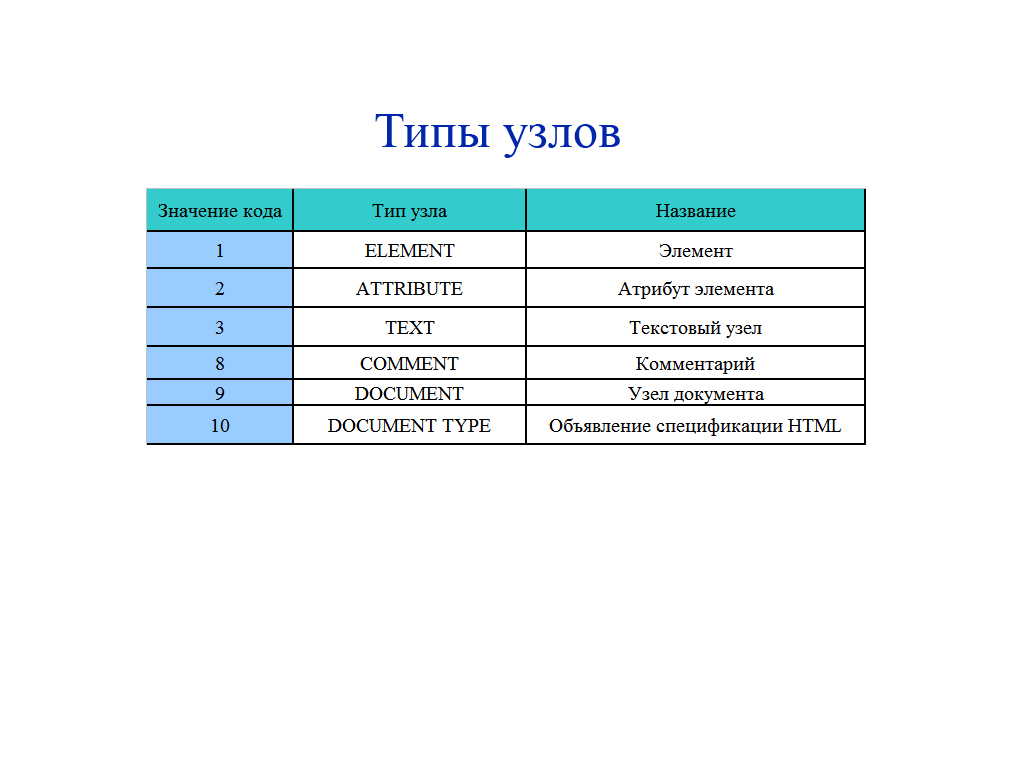 Типы узлов
Значение кода Тип узла Название
1 ELEMENT Элемент
2 ATTRIBUTE Атрибут элемента
3 TEXT Текстовый узел
8 COMMENT Комментарий
9 DOCUMENT Узел документа
10 DOCUMENT TYPE Объявление спецификации HTML